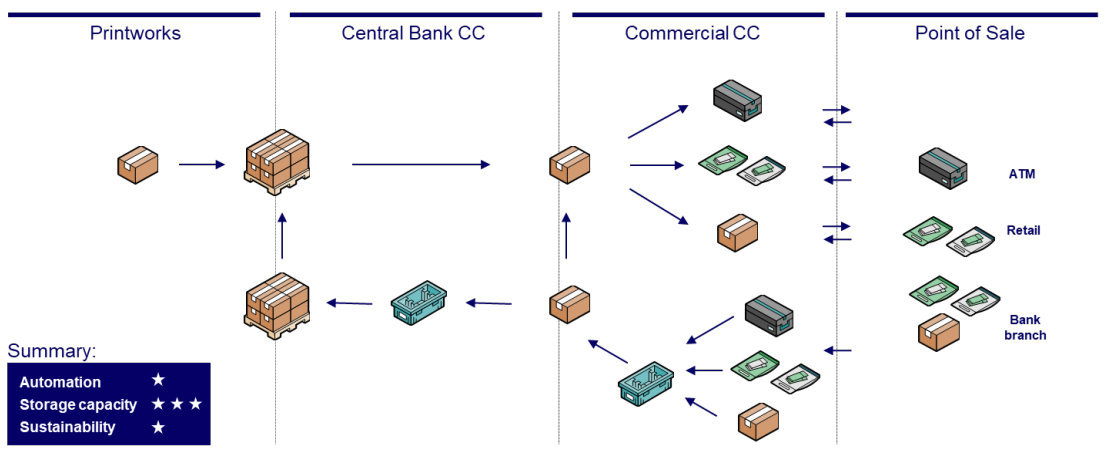 Printworks
Central Bank CC
Commercial CC
Point of Sale
ATM
Retail
Bank
branch
Summary:
Automation ★
Storage capacity ★ ★ ★
Sustainability ★